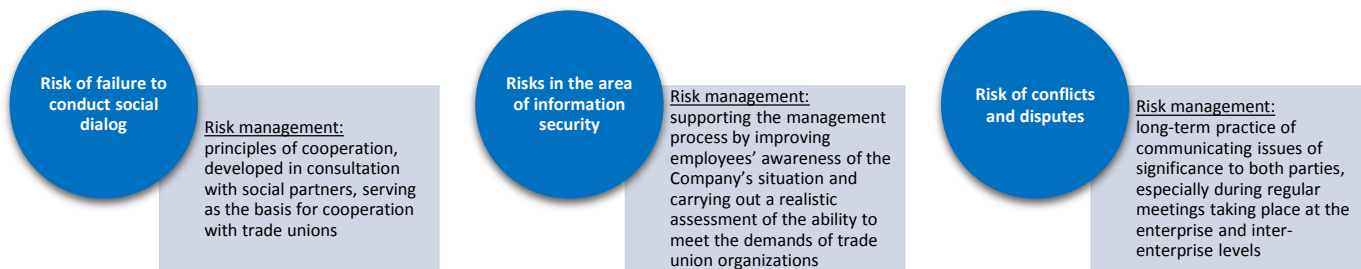 Risk of failure to
conduct social
dialog
Risk management:
principles of cooperation,
developed in consultation
with social partners, serving
as the basis for cooperation
with trade unions
Risks in the area
of information
security
Risk management:
supporting the management
process by improving
employees’ awareness of the
Company’s situation and
carrying out a realistic
assessment of the ability to
meet the demands of trade
union organizations
Risk of conflicts
and disputes
Risk management:
long-term practice of
communicating issues of
significance to both parties,
especially during regular
meetings taking place at the
enterprise and inter-
enterprise levels